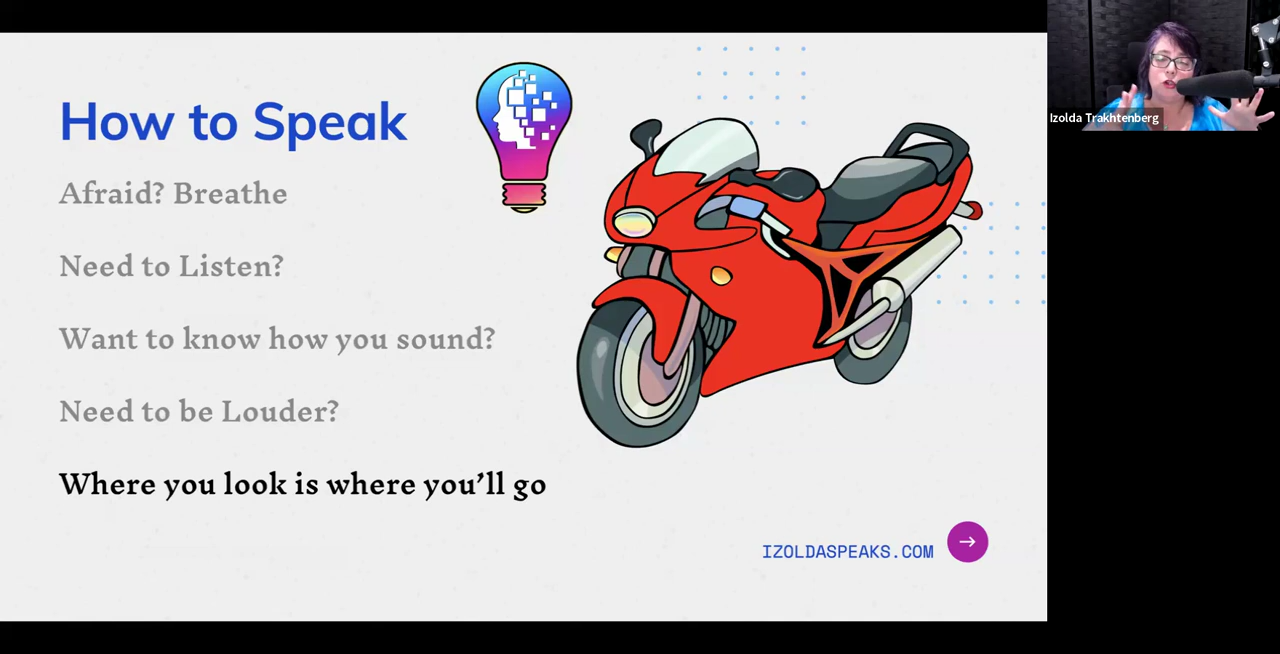 How to Speak
Afraid? Breathe
Need to Listen?
Want to know how you sound?
Need to be Louder?
Where you look is where you’ll go
IZOLDASPEAKS.COM
Izolda Trakhtenberg